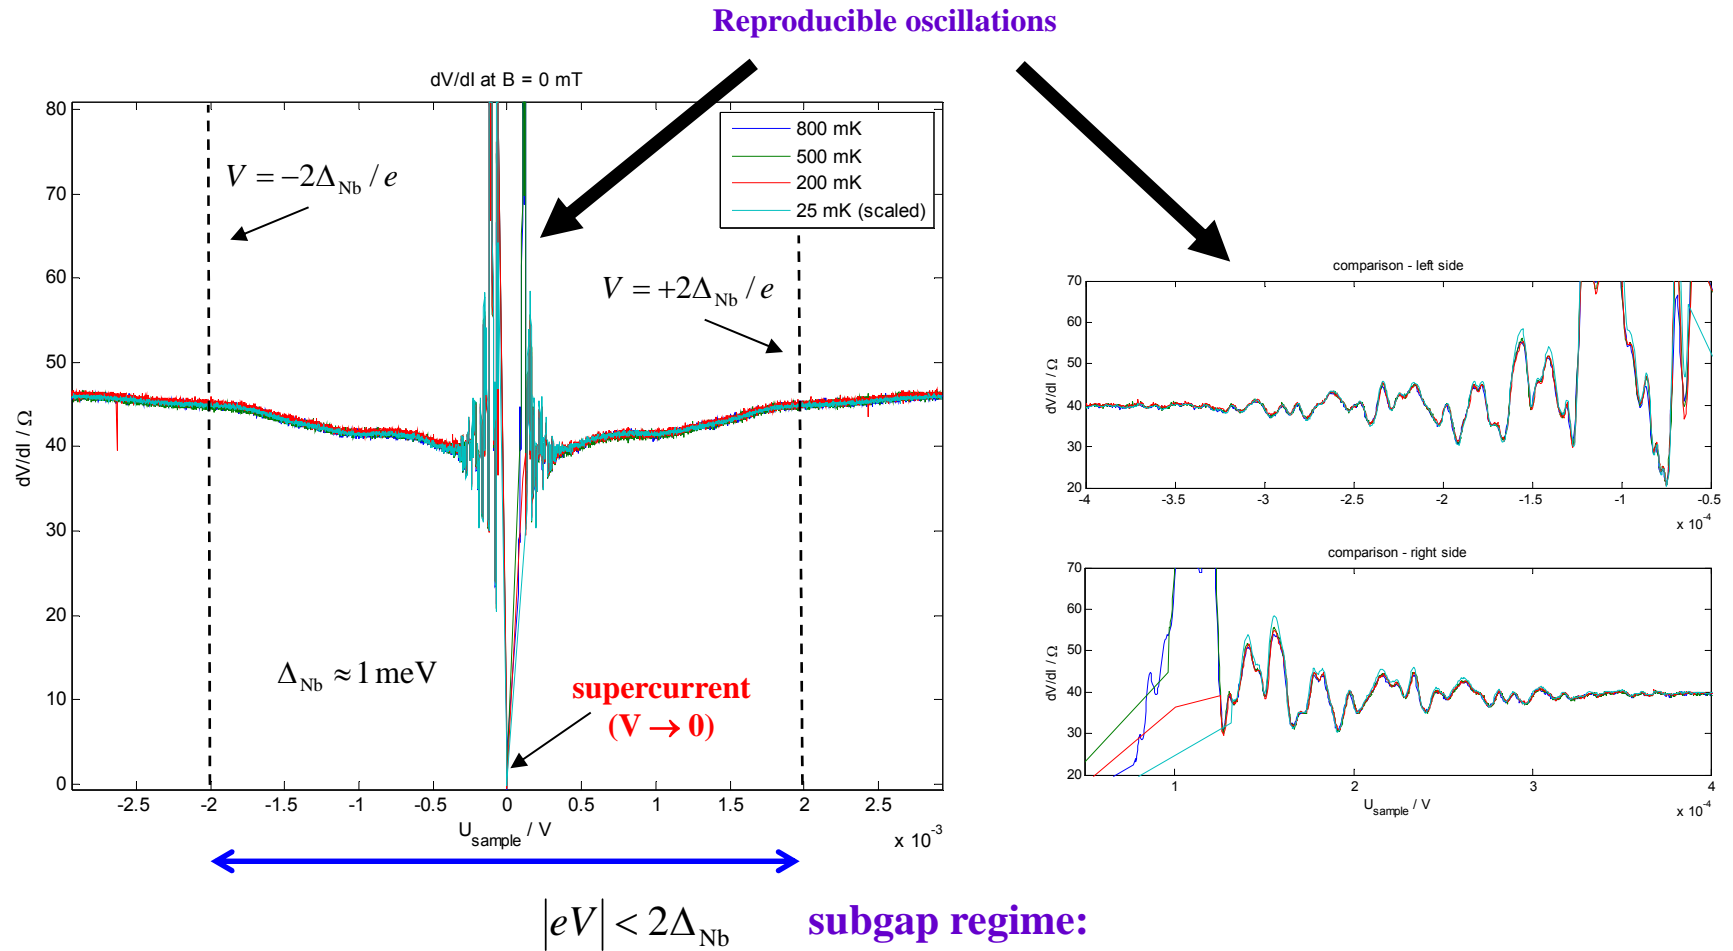 Reproducible oscillations
dV/dI at B = 0 mT
80
70
60
50
40
30
20
10
0
dV/dI / Ω
-2.5 -2 -1.5 -1 -0.5 0 0.5 1 1.5 2 2.5
U_sample / V
x 10^-3
800 mK
500 mK
200 mK
25 mK (scaled)
V = −2Δ_Nb / e
V = +2Δ_Nb / e
Δ_Nb ≈ 1 meV
supercurrent
(V → 0)
comparison - left side
70
60
50
40
30
20
dV/dI / Ω
-4 -3.5 -3 -2.5 -2 -1.5 -1 -0.5
x 10^-4
comparison - right side
70
60
50
40
30
20
dV/dI / Ω
1 2 3 4
U_sample / V
x 10^-4
|eV| < 2Δ_Nb subgap regime: